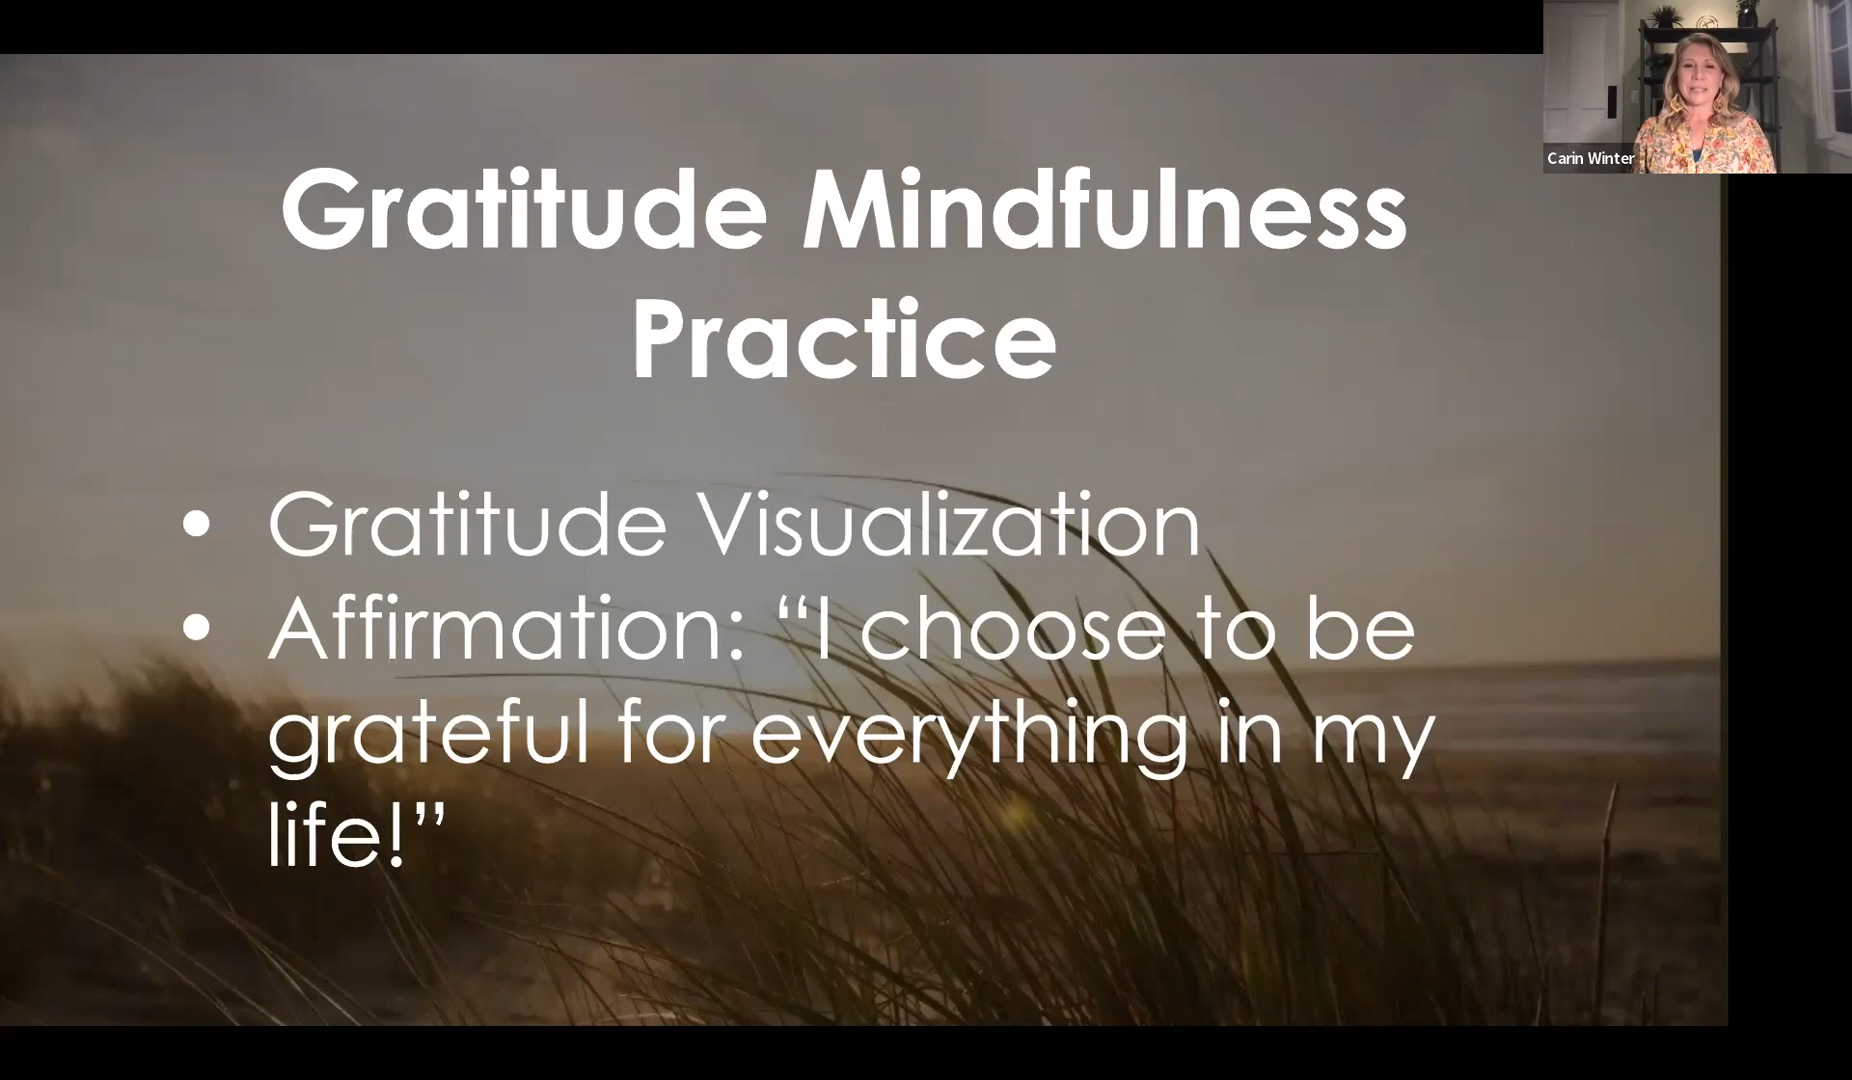 Carin Winter
Gratitude Mindfulness
Practice
• Gratitude Visualization
• Affirmation: “I choose to be
grateful for everything in my
life!”